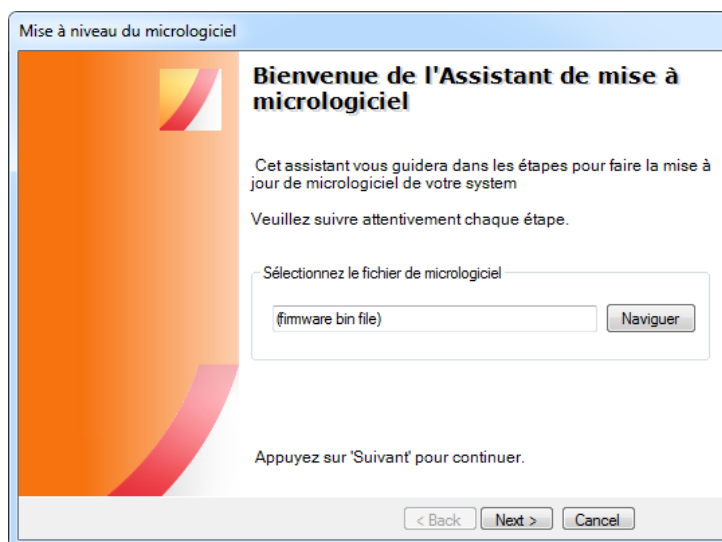 Mise à niveau du micrologiciel
Bienvenue de l'Assistant de mise à
micrologiciel
Cet assistant vous guidera dans les étapes pour faire la mise à
jour de micrologiciel de votre system
Veuillez suivre attentivement chaque étape.
Sélectionnez le fichier de micrologiciel
(firmware bin file)
Naviguer
Appuyez sur 'Suivant' pour continuer.
< Back
Next >
Cancel